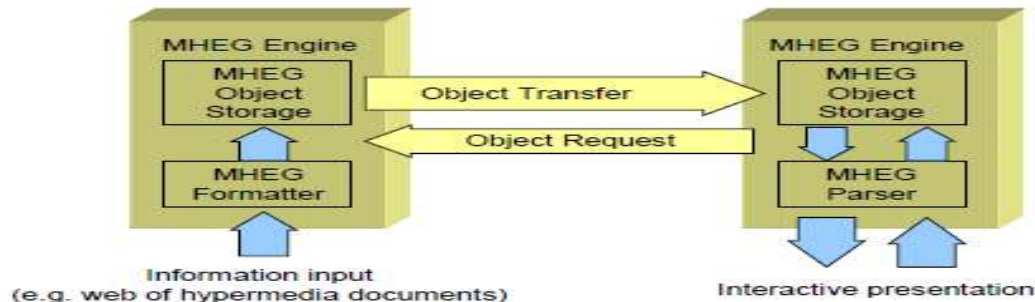 MHEG Engine
MHEG
Object
Storage
MHEG
Formatter
Information input
(e.g. web of hypermedia documents)
Object Transfer
Object Request
MHEG Engine
MHEG
Object
Storage
MHEG
Parser
Interactive presentation